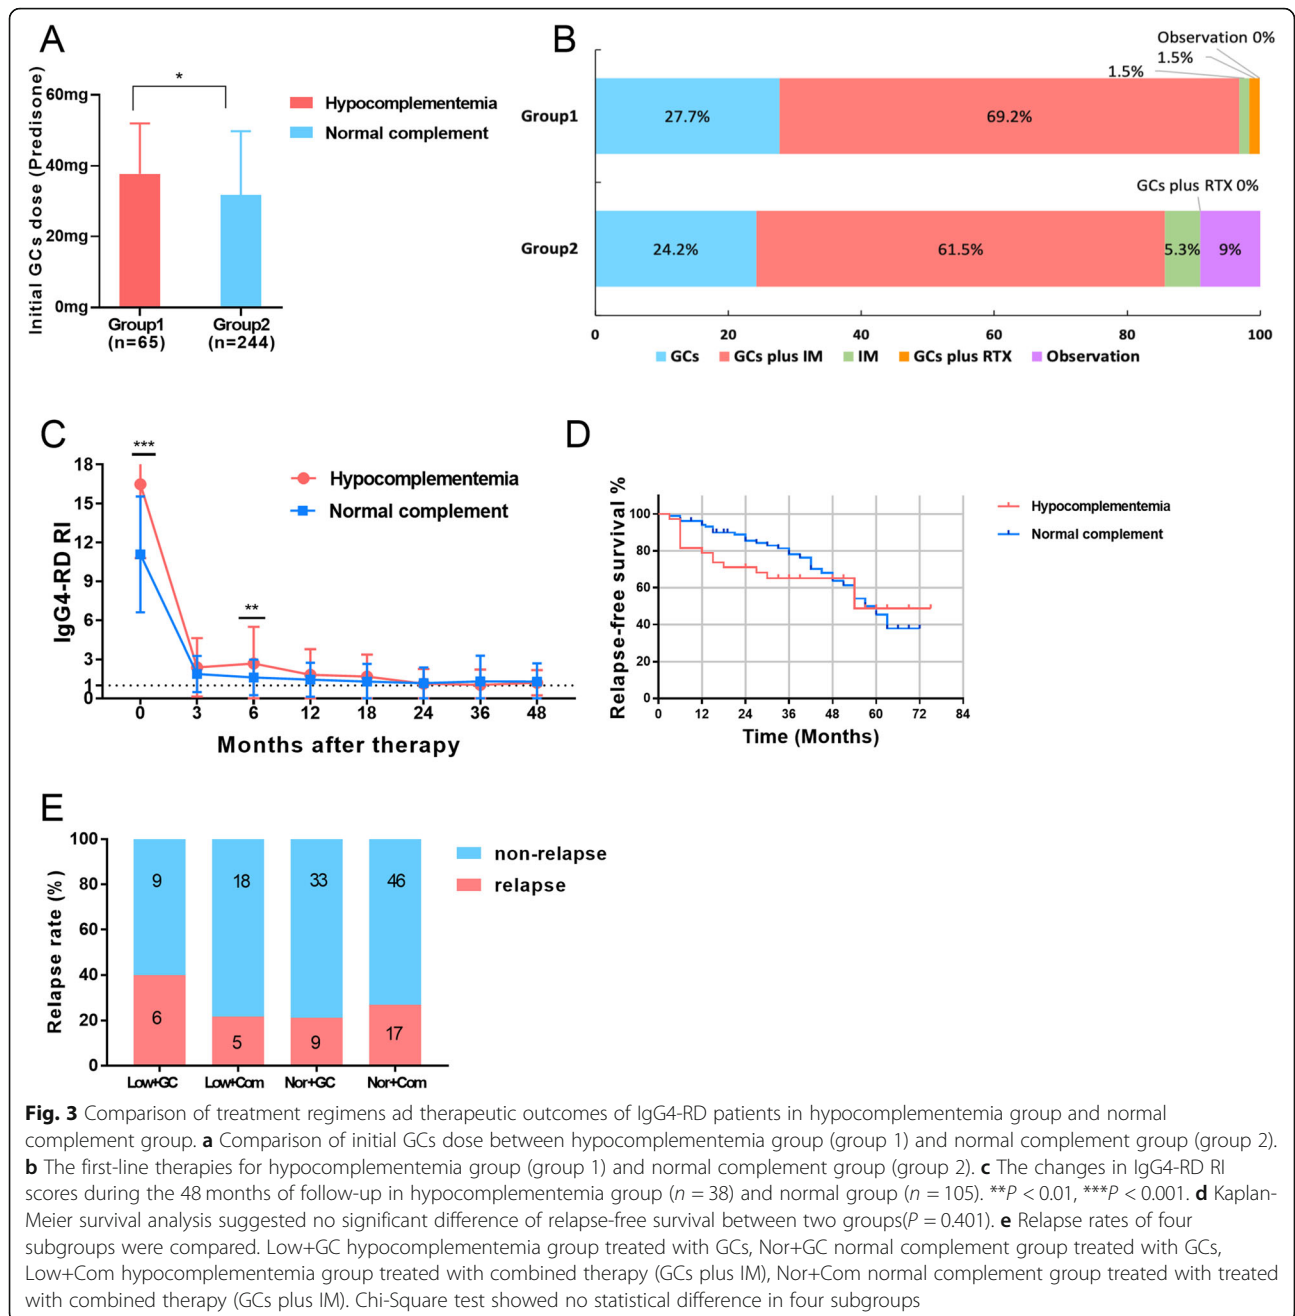 A
*
60mg
40mg
20mg
0mg
Initial GCs dose (Predisone)
Hypocomplementemia
Normal complement
Group1
(n=65)
Group2
(n=244)
B
Observation 0%
1.5%
1.5%
Group1
27.7%
69.2%
GCs plus RTX 0%
Group2
24.2%
61.5%
5.3%
9%
0
20
40
60
80
100
GCs
GCs plus IM
IM
GCs plus RTX
Observation
C
***
**
18
15
12
9
6
3
1
0
IgG4-RD RI
Hypocomplementemia
Normal complement
0
3
6
12
18
24
36
48
Months after therapy
D
Relapse-free survival %
100
80
60
40
20
0
0
12
24
36
48
60
72
84
Time (Months)
Hypocomplementemia
Normal complement
E
Relapse rate (%)
100
80
60
40
20
0
9
18
33
46
6
5
9
17
non-relapse
relapse
Low+GC
Low+Com
Nor+GC
Nor+Com
Fig. 3 Comparison of treatment regimens ad therapeutic outcomes of IgG4-RD patients in hypocomplementemia group and normal
complement group. a Comparison of initial GCs dose between hypocomplementemia group (group 1) and normal complement group (group 2).
b The first-line therapies for hypocomplementemia group (group 1) and normal complement group (group 2). c The changes in IgG4-RD RI
scores during the 48 months of follow-up in hypocomplementemia group (n = 38) and normal group (n = 105). **P < 0.01, ***P < 0.001. d Kaplan-
Meier survival analysis suggested no significant difference of relapse-free survival between two groups(P = 0.401). e Relapse rates of four
subgroups were compared. Low+GC hypocomplementemia group treated with GCs, Nor+GC normal complement group treated with GCs,
Low+Com hypocomplementemia group treated with combined therapy (GCs plus IM), Nor+Com normal complement group treated with treated
with combined therapy (GCs plus IM). Chi-Square test showed no statistical difference in four subgroups